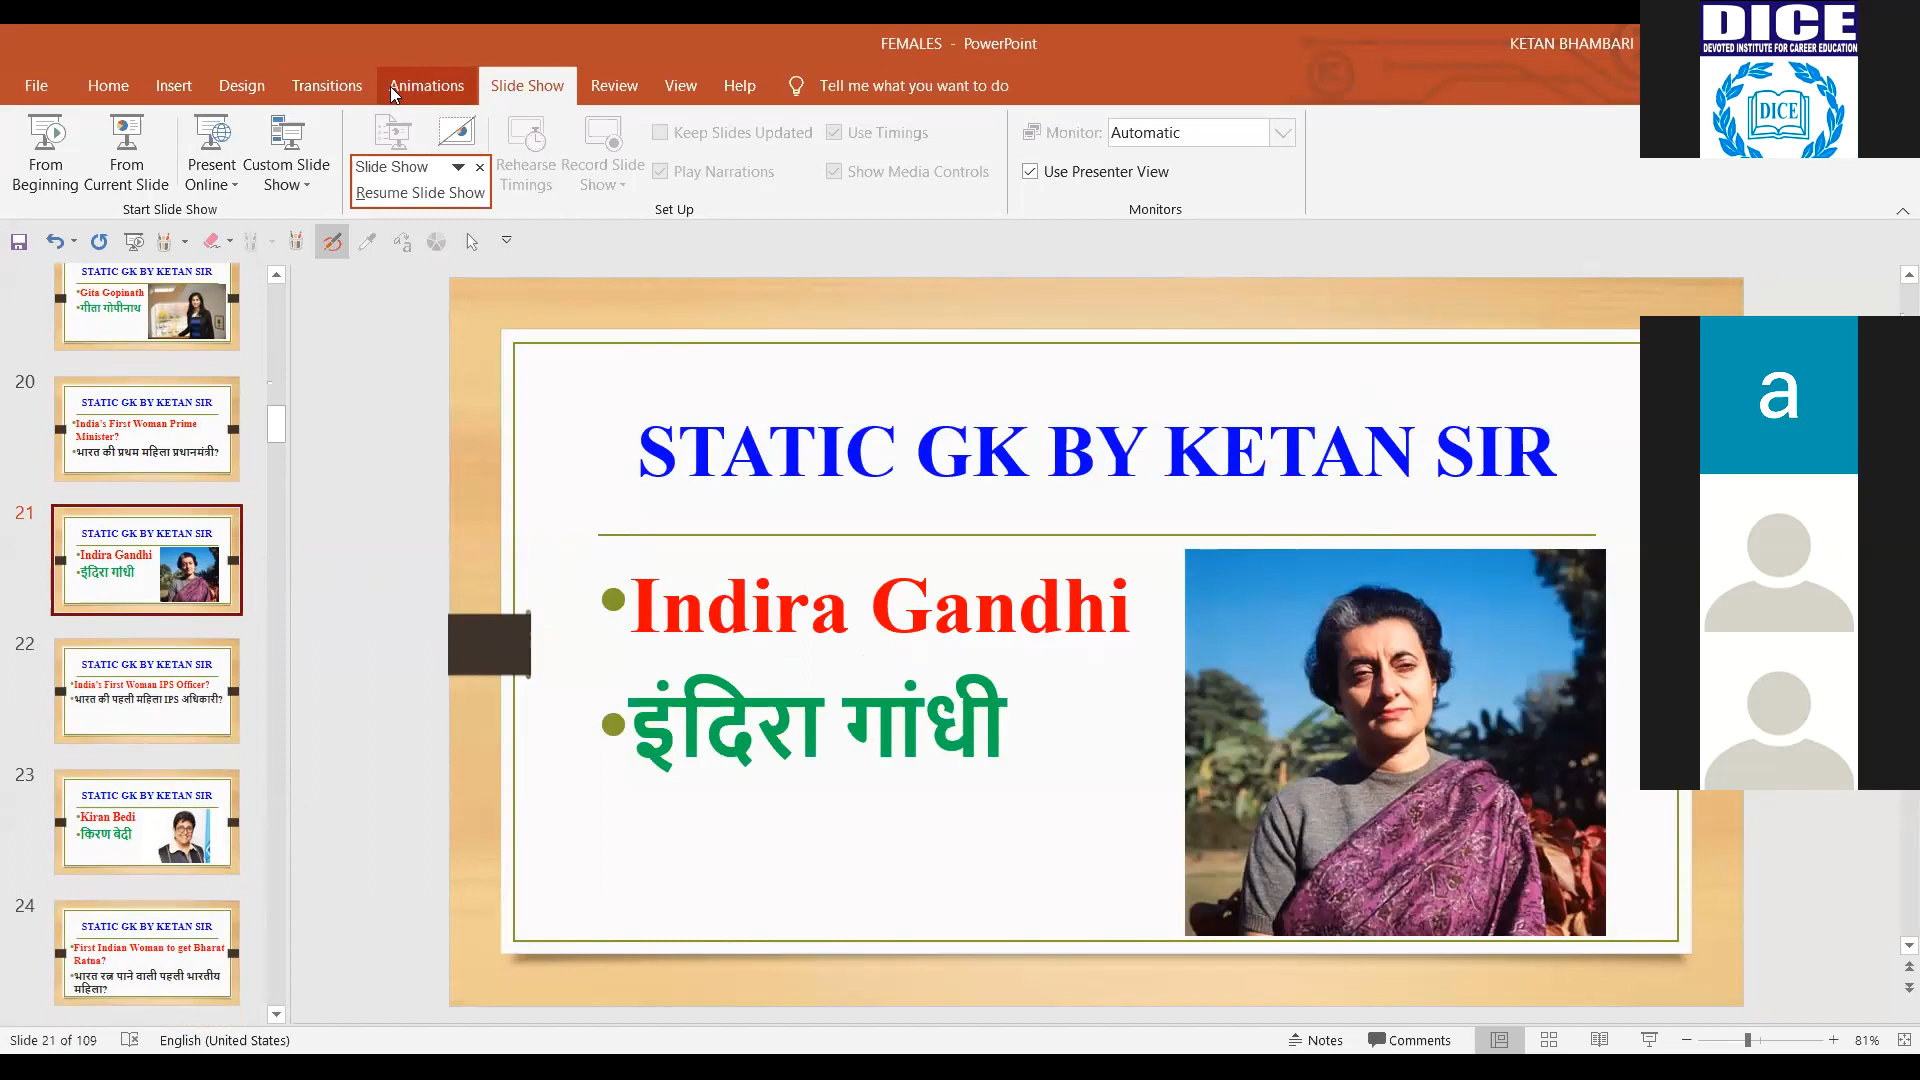 FEMALES - PowerPoint
KETAN BHAMBARI
DICE
DEVOTED INSTITUTE FOR CAREER EDUCATION
DICE
File Home Insert Design Transitions Animations Slide Show Review View Help Tell me what you want to do
From Beginning
From Current Slide
Present Online
Custom Slide Show
Start Slide Show
Slide Show
Resume Slide Show
Rehearse Timings
Record Slide Show
Keep Slides Updated
Play Narrations
Use Timings
Show Media Controls
Set Up
Monitor: Automatic
Use Presenter View
Monitors
STATIC GK BY KETAN SIR
Gita Gopinath
गीता गोपीनाथ
20
STATIC GK BY KETAN SIR
India's First Woman Prime
Minister?
भारत की प्रथम महिला प्रधानमंत्री?
21
STATIC GK BY KETAN SIR
Indira Gandhi
इंदिरा गांधी
22
STATIC GK BY KETAN SIR
India's First Woman IPS Officer?
भारत की पहली महिला IPS अधिकारी?
23
STATIC GK BY KETAN SIR
Kiran Bedi
किरण बेदी
24
STATIC GK BY KETAN SIR
First Indian Woman to get Bharat
Ratna?
भारत रत्न पाने वाली पहली भारतीय
महिला?
STATIC GK BY KETAN SIR
Indira Gandhi
इंदिरा गांधी
a
Slide 21 of 109
English (United States)
Notes
Comments
81%